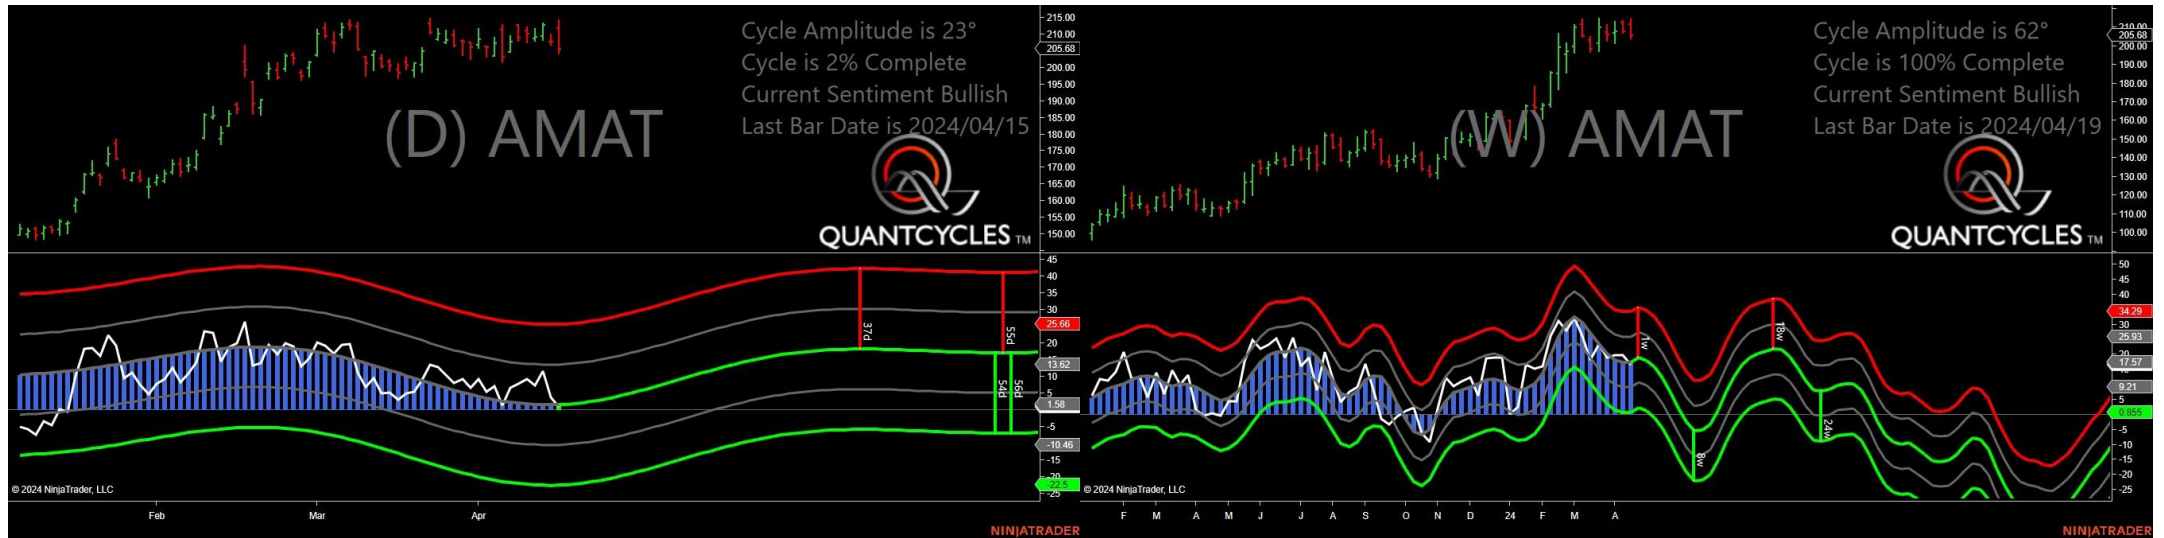 Cycle Amplitude is 23°
Cycle is 2% Complete
Current Sentiment Bullish
Last Bar Date is 2024/04/15
(D) AMAT
QUANTCYCLES TM
215.00
210.00
205.68
200.00
195.00
190.00
185.00
180.00
175.00
170.00
165.00
160.00
155.00
150.00
45
40
35
30
25.66
20
15
13.62
10
5
1.58
-5
-10.46
-15
-20
-22.5
-25
37d
55d
54d
56d
© 2024 NinjaTrader, LLC
Feb
Mar
Apr
NINJATRADER
Cycle Amplitude is 62°
Cycle is 100% Complete
Current Sentiment Bullish
Last Bar Date is 2024/04/19
(W) AMAT
QUANTCYCLES TM
210.00
205.68
200.00
190.00
180.00
170.00
160.00
150.00
140.00
130.00
120.00
110.00
100.00
50
40
34.29
30
25.93
20
17.57
9.21
5
0.855
-5
-10
-15
-20
-25
1w
18w
8w
24w
© 2024 NinjaTrader, LLC
F
M
A
M
J
J
A
S
O
N
D
24
F
M
A
NINJATRADER